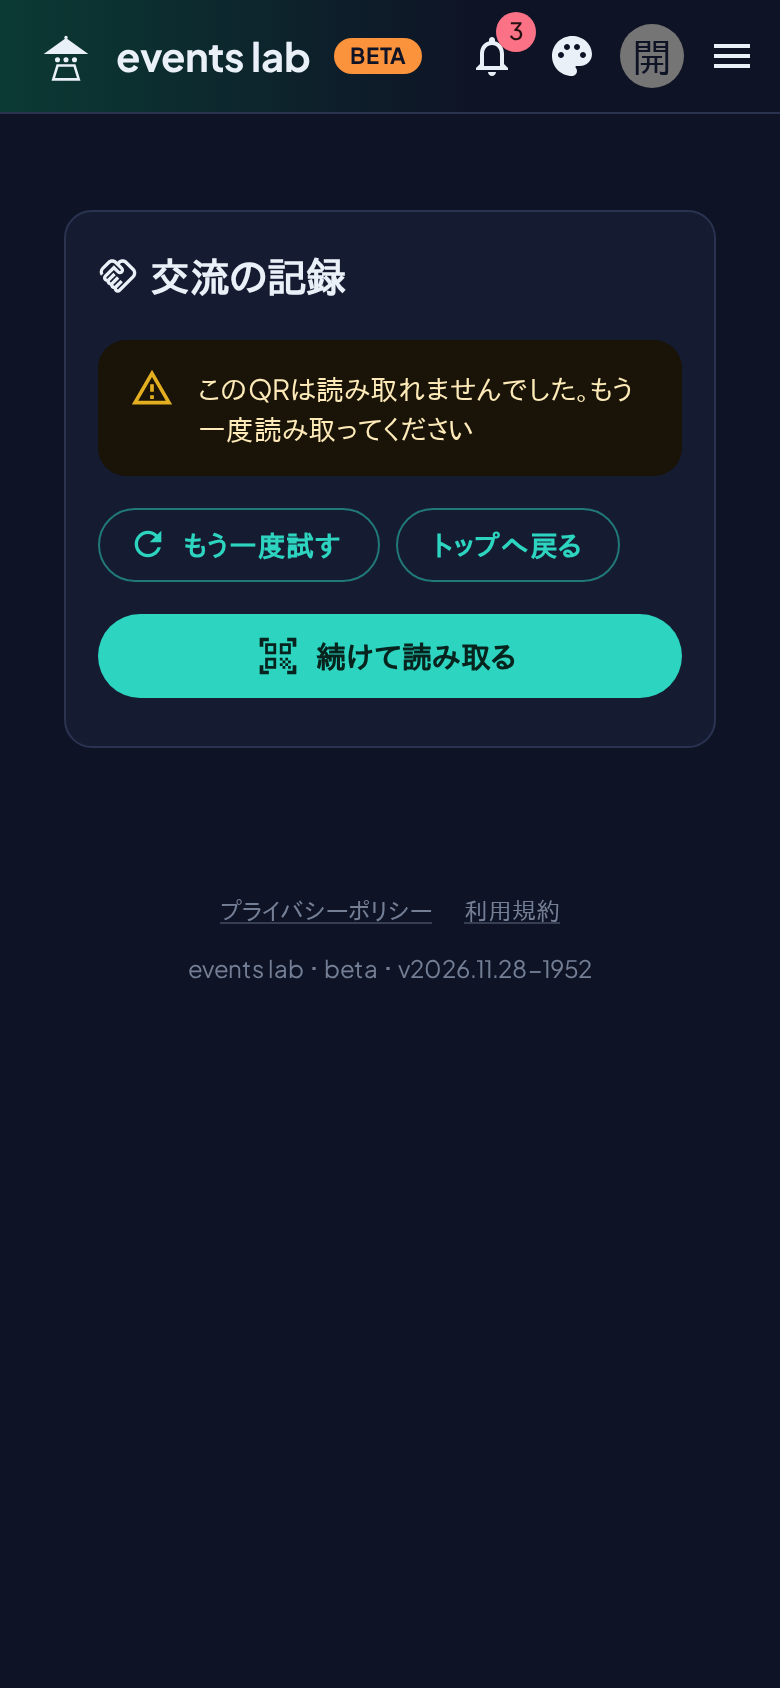 events lab BETA 3 開
交流の記録
このQRは読み取れませんでした。もう
一度読み取ってください
もう一度試す トップへ戻る
続けて読み取る
プライバシーポリシー 利用規約
events lab · beta · v2026.11.28-1952